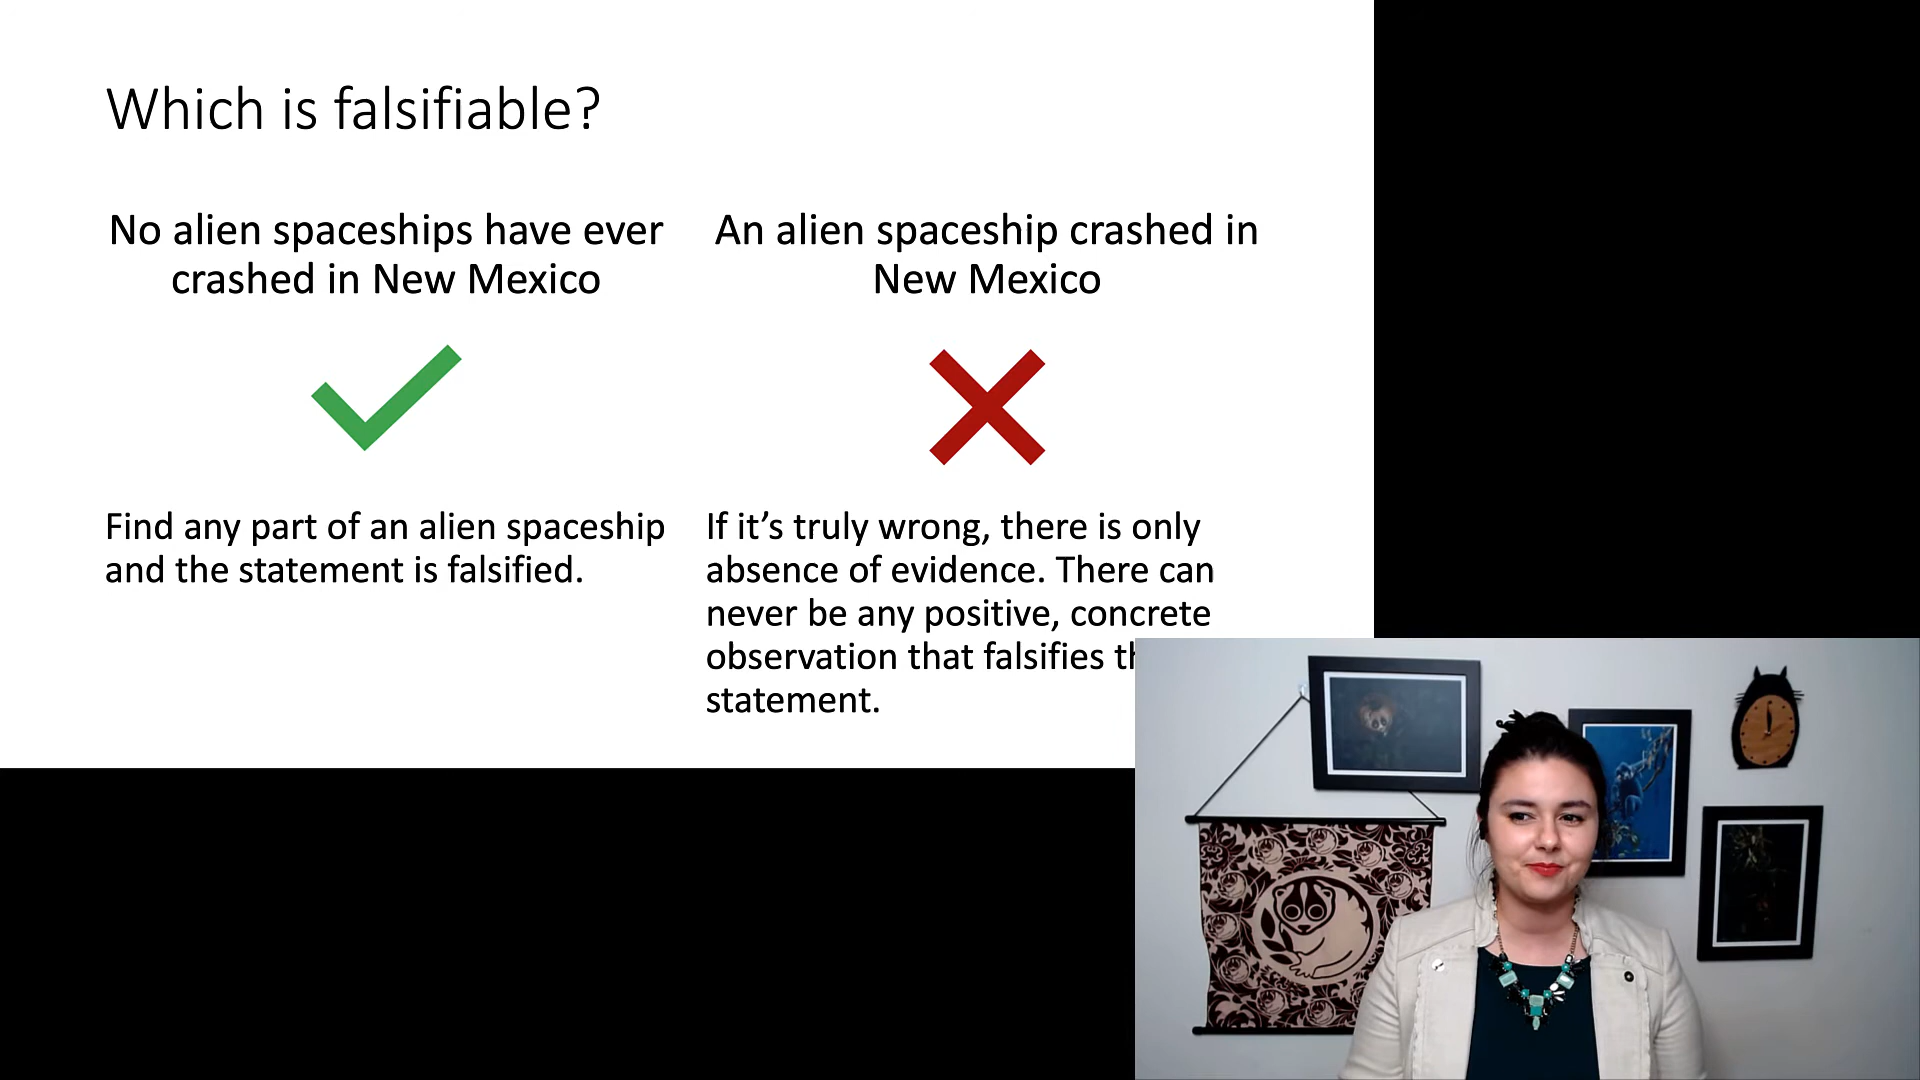 Which is falsifiable?
No alien spaceships have ever
crashed in New Mexico
Find any part of an alien spaceship
and the statement is falsified.
An alien spaceship crashed in
New Mexico
If it’s truly wrong, there is only
absence of evidence. There can
never be any positive, concrete
observation that falsifies
statement.